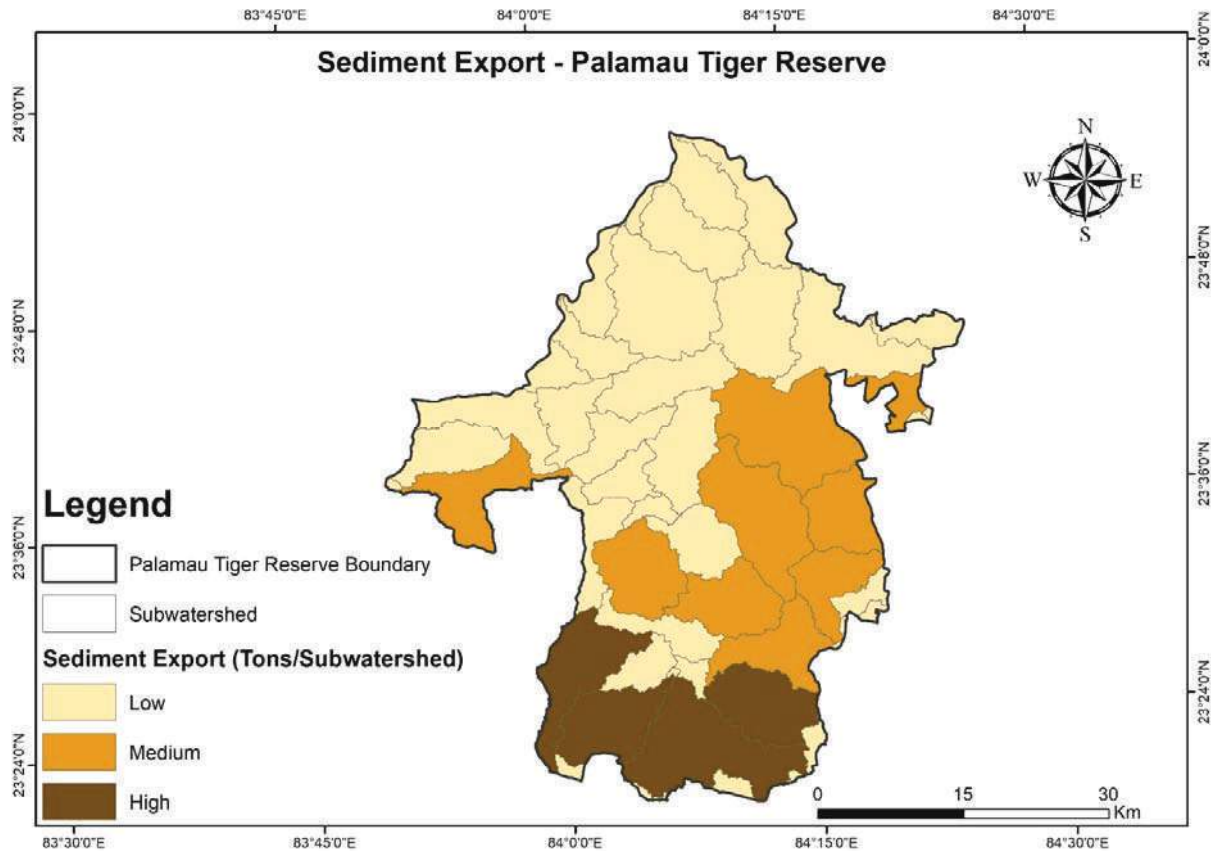 83°45'0"E 84°0'0"E 84°15'0"E 84°30'0"E
Sediment Export - Palamau Tiger Reserve
24°0'0"N
24°0'0"N
N
W E
S
23°48'0"N
23°48'0"N
23°36'0"N
23°36'0"N
23°24'0"N
23°24'0"N
Legend
Palamau Tiger Reserve Boundary
Subwatershed
Sediment Export (Tons/Subwatershed)
Low
Medium
High
0 15 30
Km
83°30'0"E 83°45'0"E 84°0'0"E 84°15'0"E 84°30'0"E